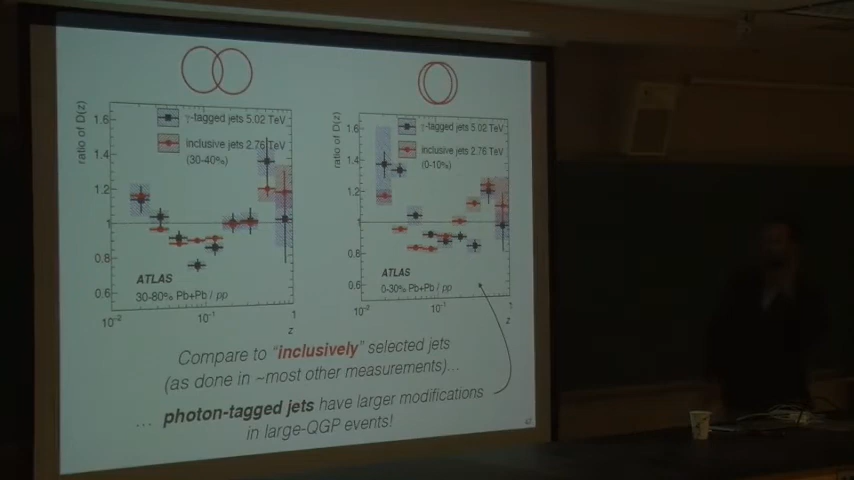 ratio of D(z)
1.6
1.4
1.2
1
0.8
0.6
γ-tagged jets 5.02 TeV
inclusive jets 2.76 TeV
(30-40%)
ATLAS
30-80% Pb+Pb / pp
10⁻²
10⁻¹
1
z
ratio of D(z)
1.6
1.4
1.2
1
0.8
0.6
γ-tagged jets 5.02 TeV
inclusive jets 2.76 TeV
(0-10%)
ATLAS
0-30% Pb+Pb / pp
10⁻²
10⁻¹
1
z
Compare to "inclusively" selected jets
(as done in ~most other measurements)...
... photon-tagged jets have larger modifications
in large-QGP events!